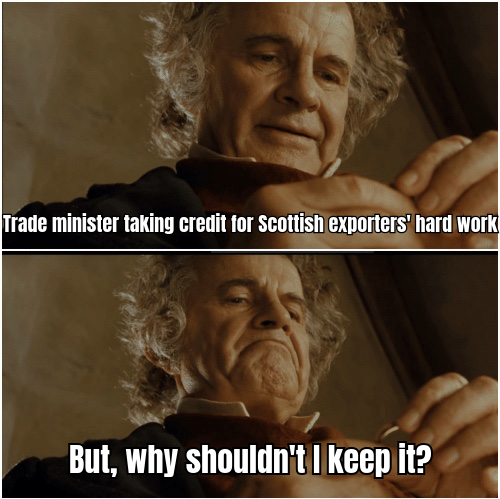 Trade minister taking credit for Scottish exporters' hard work
But, why shouldn't I keep it?